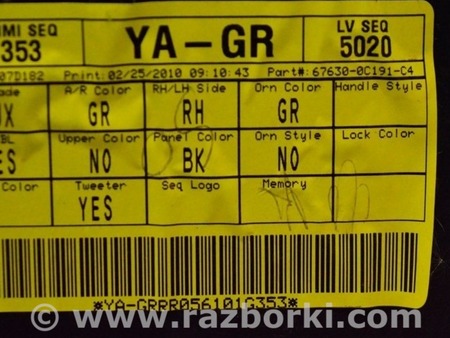 IMI SEQ YA-GR LV SEQ
353 5020
07D182 Print: 02/25/2010 09:10:43 Part#: 67630-0C191-C4
ade A/R Color RH/LH Side Orn Color Handle Style
X GR RH GR
BL Upper Color Panel Color Orn Style Lock Color
ES NO BK NO
Color Tweeter Seq Logo Memory
YES
*YA-GRRR056101G353*
© www.razborki.com